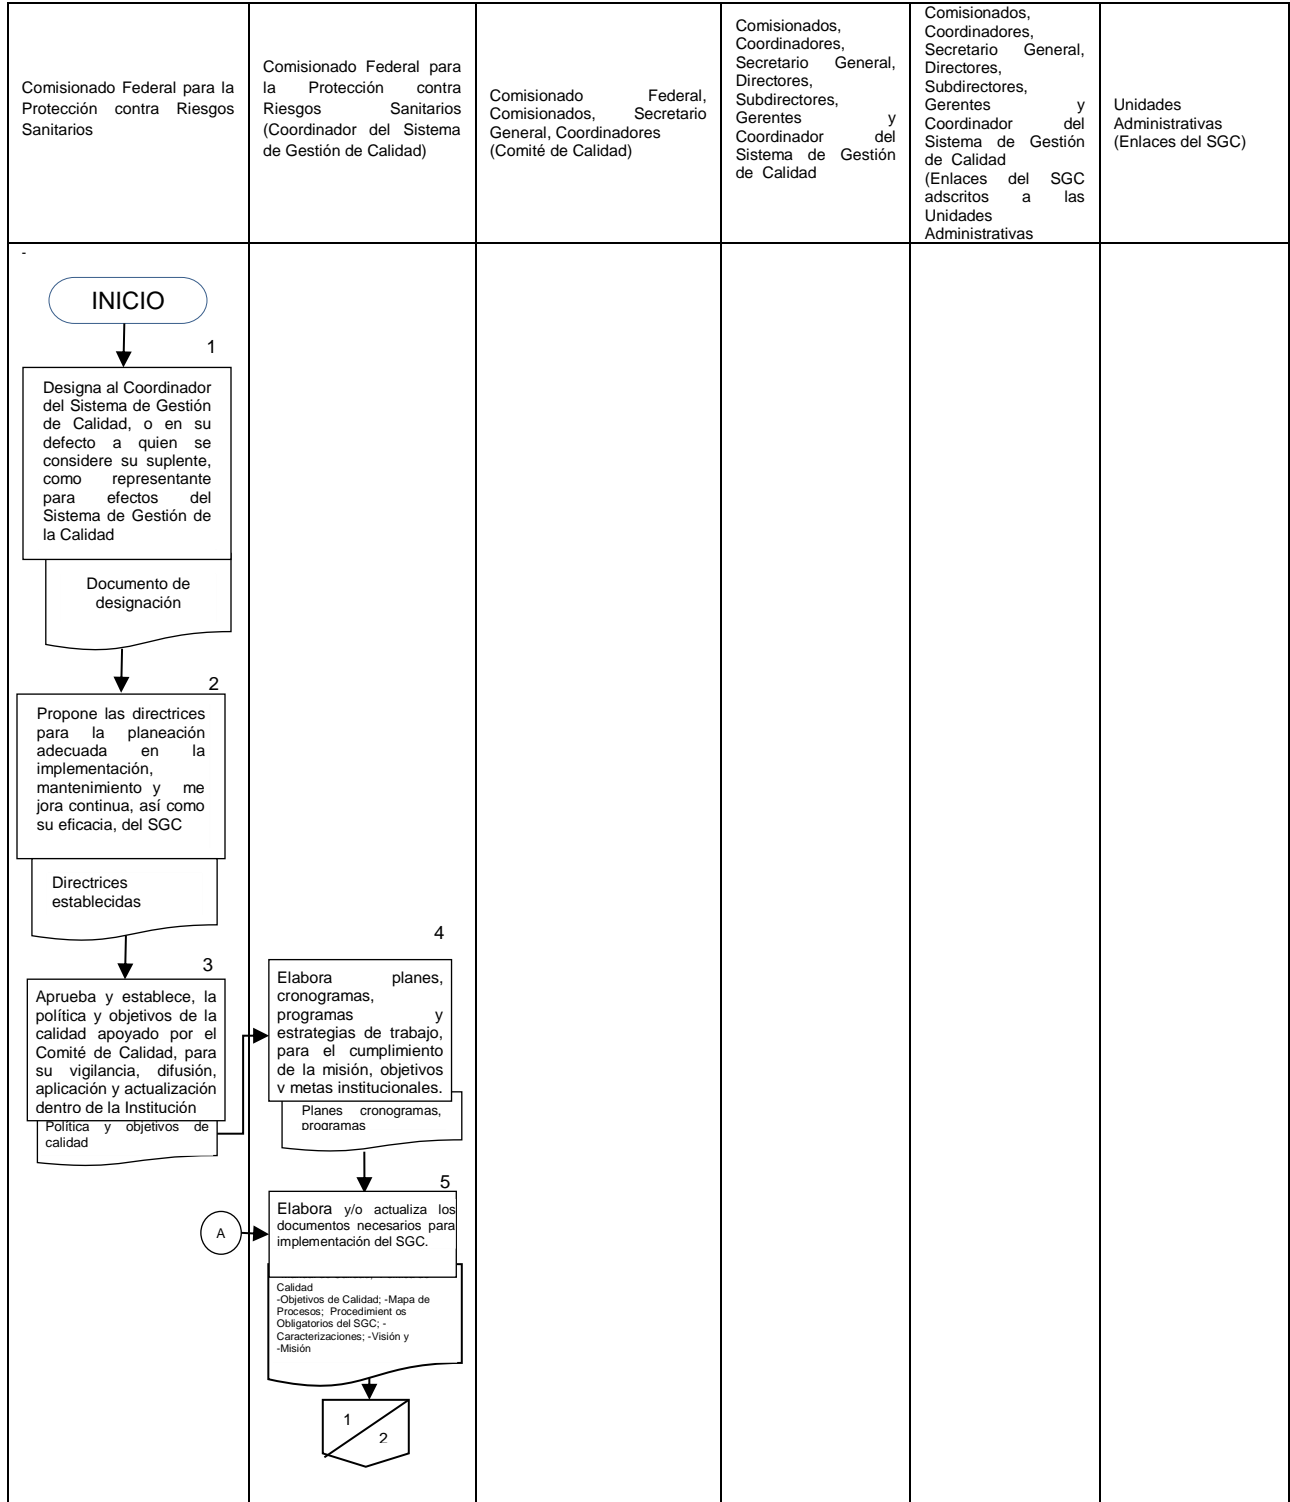 Comisionado Federal para la
Protección contra Riesgos
Sanitarios
Comisionado Federal para
la Protección contra
Riesgos Sanitarios
(Coordinador del Sistema
de Gestión de Calidad)
Comisionado Federal,
Comisionados, Secretario
General, Coordinadores
(Comité de Calidad)
Comisionados,
Coordinadores,
Secretario General,
Directores,
Subdirectores,
Gerentes y
Coordinador del
Sistema de Gestión
de Calidad
Comisionados,
Coordinadores,
Secretario General,
Directores,
Subdirectores,
Gerentes y
Coordinador del
Sistema de Gestión
de Calidad
(Enlaces del SGC
adscritos a las
Unidades
Administrativas
Unidades
Administrativas
(Enlaces del SGC)
-
INICIO
1
Designa al Coordinador
del Sistema de Gestión
de Calidad, o en su
defecto a quien se
considere su suplente,
como representante
para efectos del
Sistema de Gestión de
la Calidad
Documento de
designación
2
Propone las directrices
para la planeación
adecuada en la
implementación,
mantenimiento y me
jora continua, así como
su eficacia, del SGC
Directrices
establecidas
3
Aprueba y establece, la
política y objetivos de la
calidad apoyado por el
Comité de Calidad, para
su vigilancia, difusión,
aplicación y actualización
dentro de la Institución
Política y objetivos de
calidad
4
Elabora planes,
cronogramas,
programas y
estrategias de trabajo,
para el cumplimiento
de la misión, objetivos
y metas institucionales.
Planes cronogramas,
programas
5
A
Elabora y/o actualiza los
documentos necesarios para
implementación del SGC.
Calidad
-Objetivos de Calidad; -Mapa de
Procesos; Procedimient os
Obligatorios del SGC; -
Caracterizaciones; -Visión y
-Misión
1
2